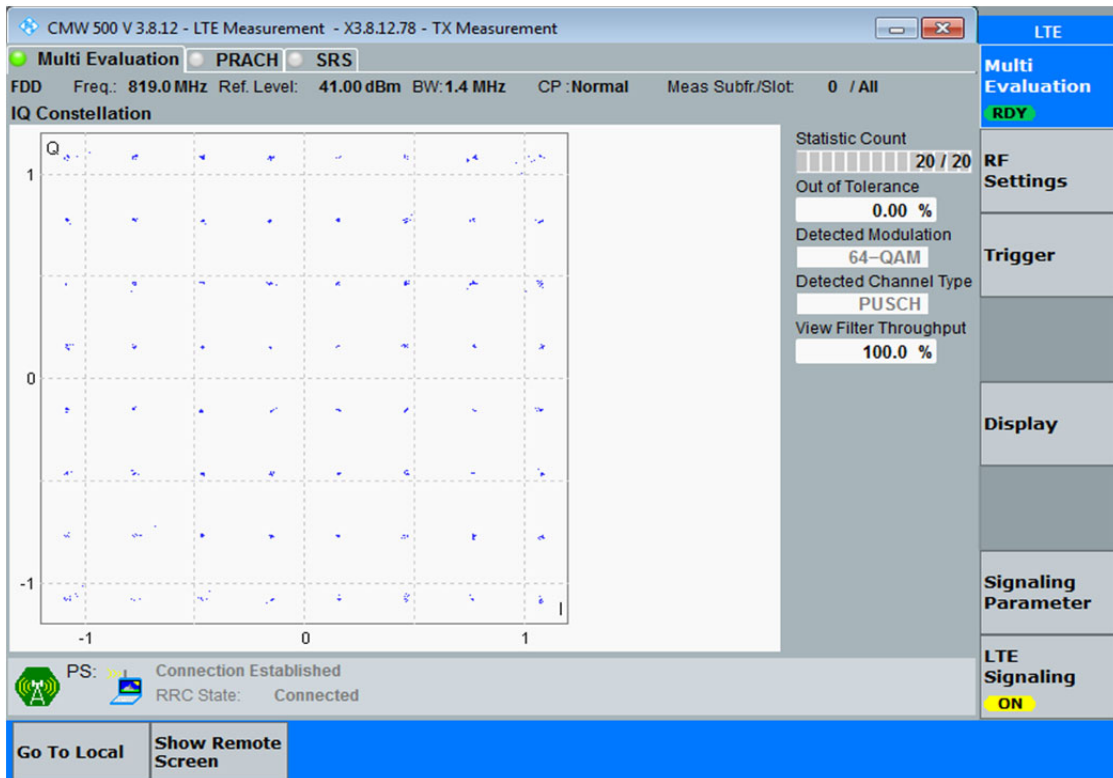 CMW 500 V 3.8.12 - LTE Measurement - X3.8.12.78 - TX Measurement
LTE
Multi Evaluation PRACH SRS
FDD Freq.: 819.0 MHz Ref. Level: 41.00 dBm BW: 1.4 MHz CP : Normal Meas Subfr./Slot: 0 / All
IQ Constellation
Q
1
0
-1
I
-1 0 1
Statistic Count
20 / 20
Out of Tolerance
0.00 %
Detected Modulation
64-QAM
Detected Channel Type
PUSCH
View Filter Throughput
100.0 %
Multi
Evaluation
RDY
RF
Settings
Trigger
Display
Signaling
Parameter
LTE
Signaling
ON
PS: Connection Established
RRC State: Connected
Go To Local
Show Remote
Screen